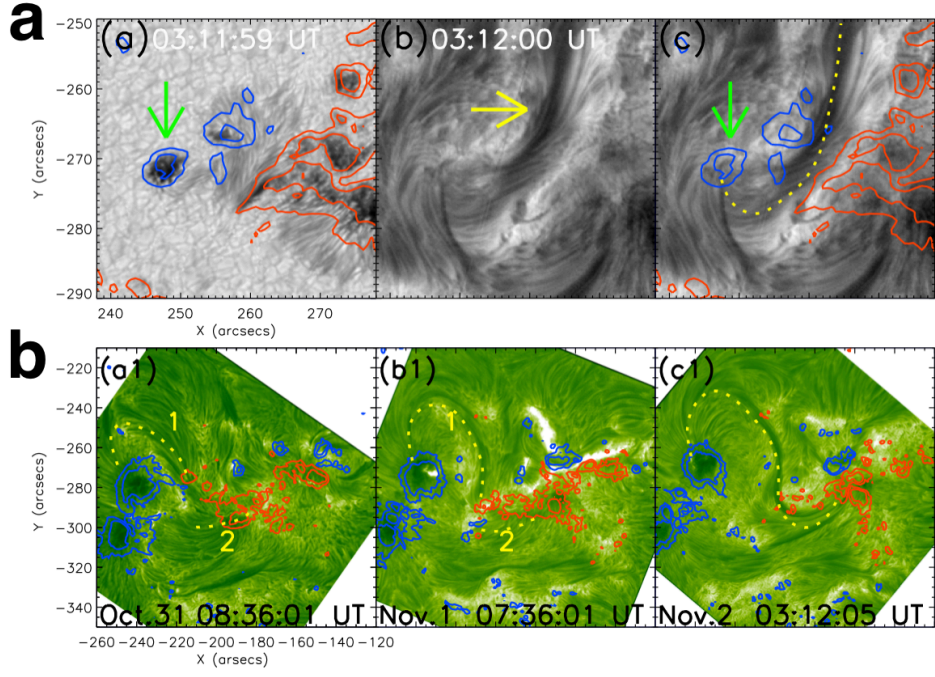 a
(a) 03:11:59 UT
(b) 03:12:00 UT
(c)
-250
-260
-270
-280
-290
Y (arcsecs)
240 250 260 270
X (arcsecs)
b
(a1)
(b1)
(c1)
-220
-240
-260
-280
-300
-320
-340
Y (arcsecs)
1
2
1
2
Oct.31 08:36:01 UT
Nov.1 07:36:01 UT
Nov.2 03:12:05 UT
-260 -240 -220 -200 -180 -160 -140 -120
X (arcsecs)